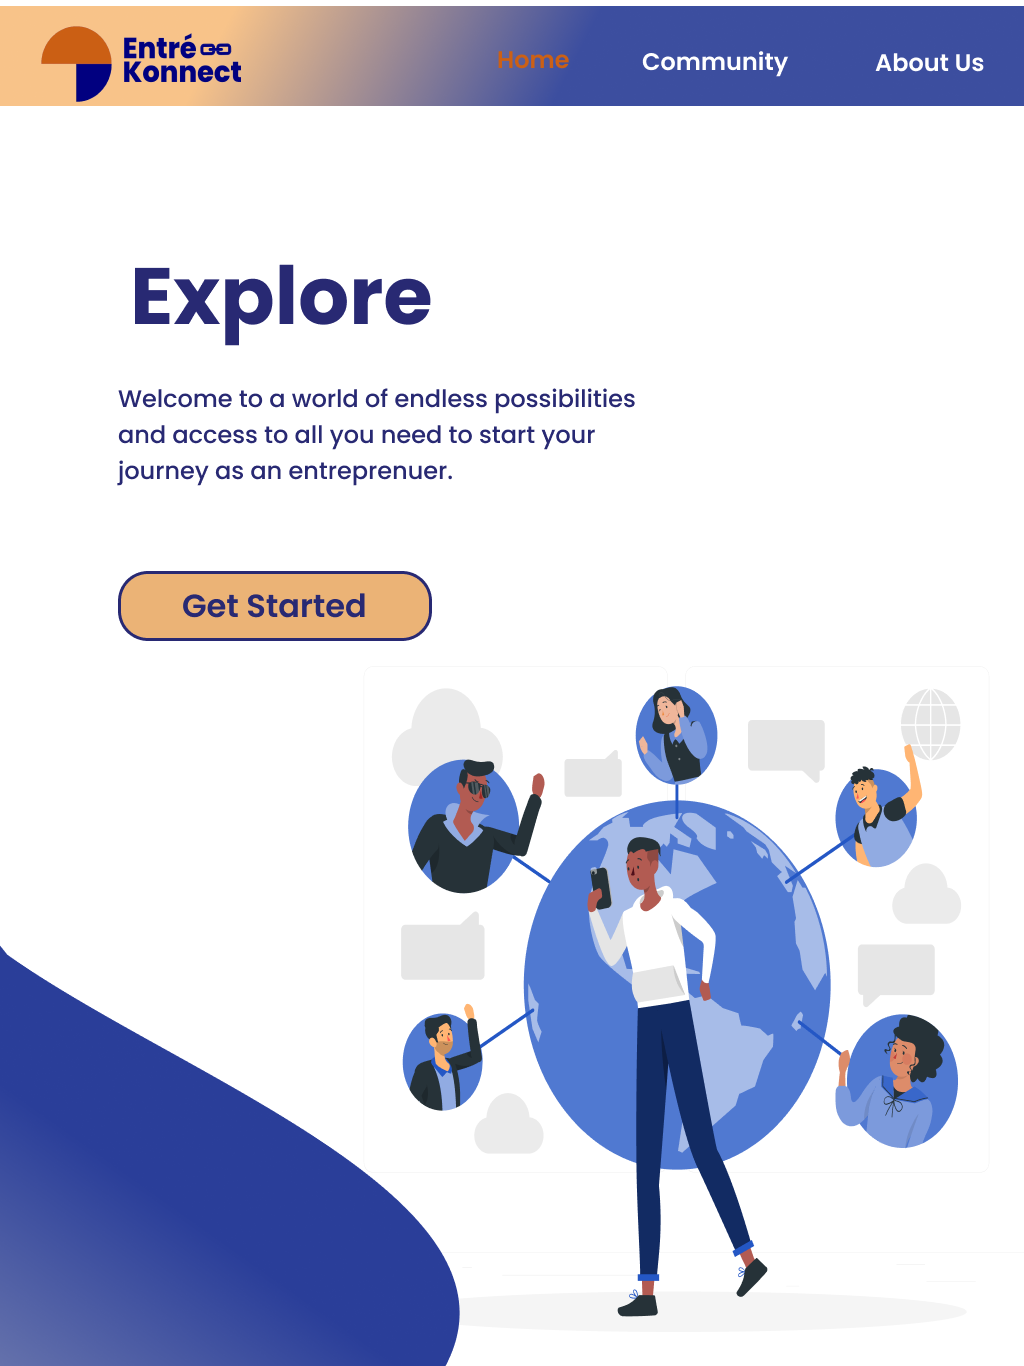 Entré
Konnect
Home
Community
About Us
Explore
Welcome to a world of endless possibilities
and access to all you need to start your
journey as an entreprenuer.
Get Started